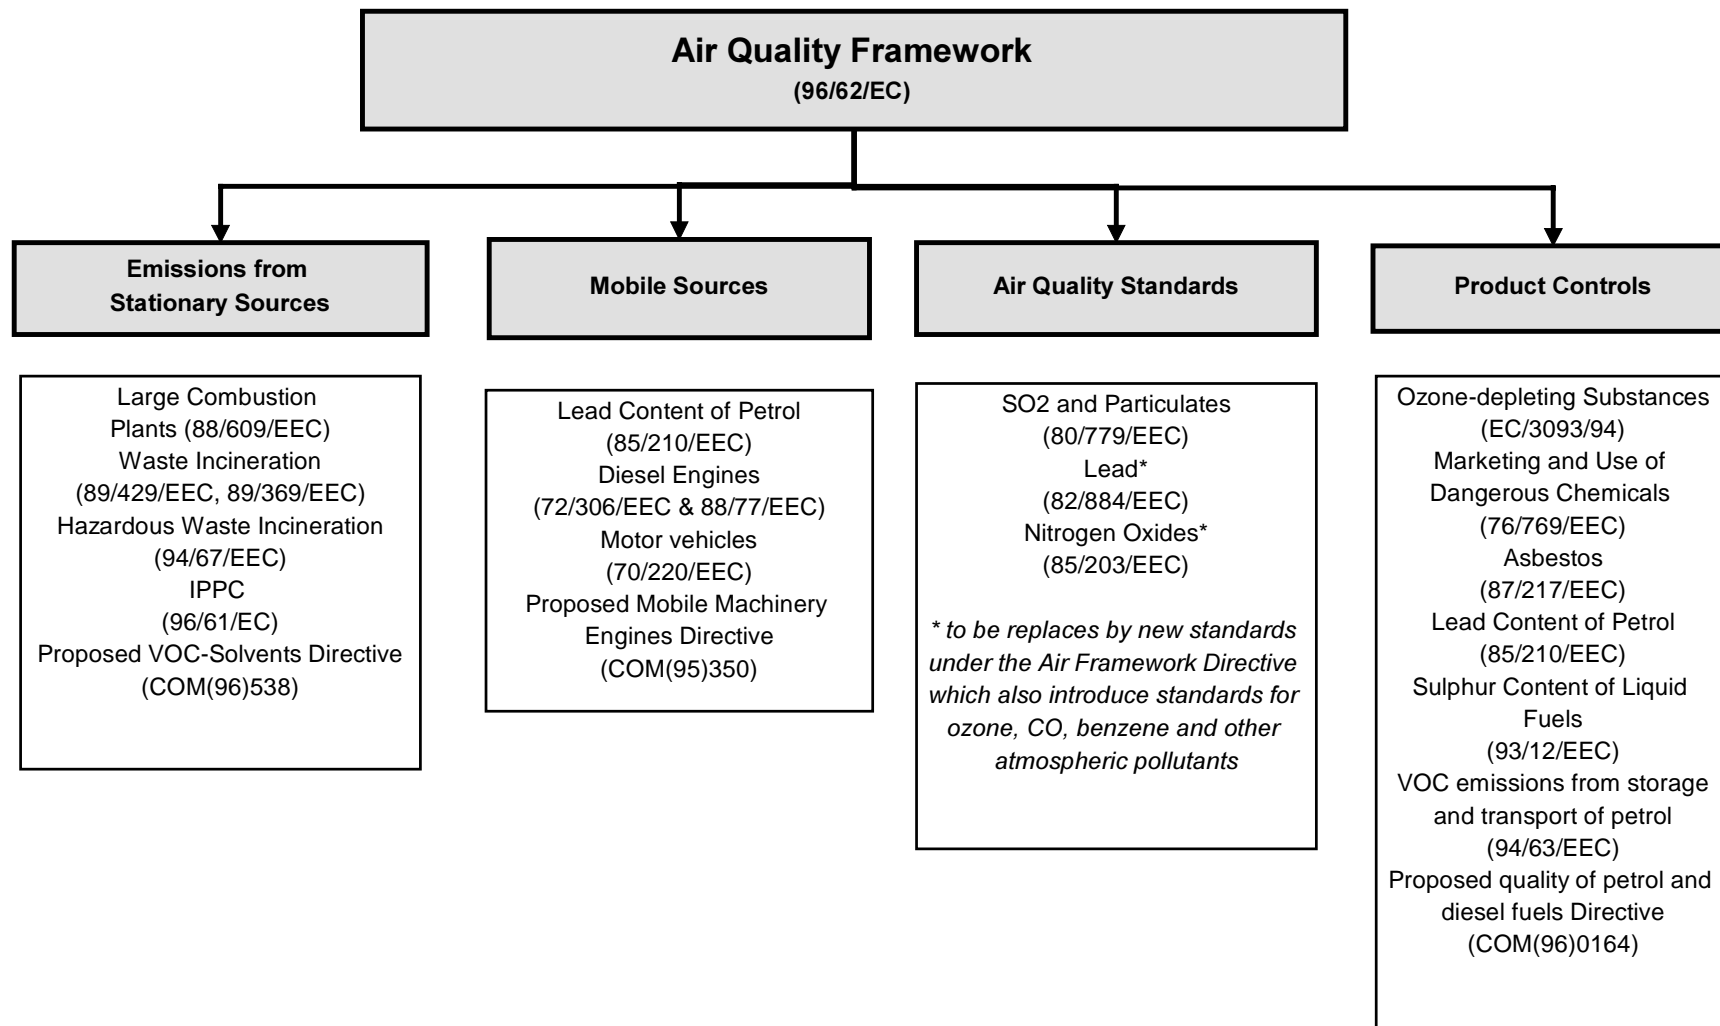 Air Quality Framework
(96/62/EC)
Emissions from
Stationary Sources
Mobile Sources
Air Quality Standards
Product Controls
Large Combustion
Plants (88/609/EEC)
Waste Incineration
(89/429/EEC, 89/369/EEC)
Hazardous Waste Incineration
(94/67/EEC)
IPPC
(96/61/EC)
Proposed VOC-Solvents Directive
(COM(96)538)
Lead Content of Petrol
(85/210/EEC)
Diesel Engines
(72/306/EEC & 88/77/EEC)
Motor vehicles
(70/220/EEC)
Proposed Mobile Machinery
Engines Directive
(COM(95)350)
SO2 and Particulates
(80/779/EEC)
Lead*
(82/884/EEC)
Nitrogen Oxides*
(85/203/EEC)
* to be replaces by new standards
under the Air Framework Directive
which also introduce standards for
ozone, CO, benzene and other
atmospheric pollutants
Ozone-depleting Substances
(EC/3093/94)
Marketing and Use of
Dangerous Chemicals
(76/769/EEC)
Asbestos
(87/217/EEC)
Lead Content of Petrol
(85/210/EEC)
Sulphur Content of Liquid
Fuels
(93/12/EEC)
VOC emissions from storage
and transport of petrol
(94/63/EEC)
Proposed quality of petrol and
diesel fuels Directive
(COM(96)0164)